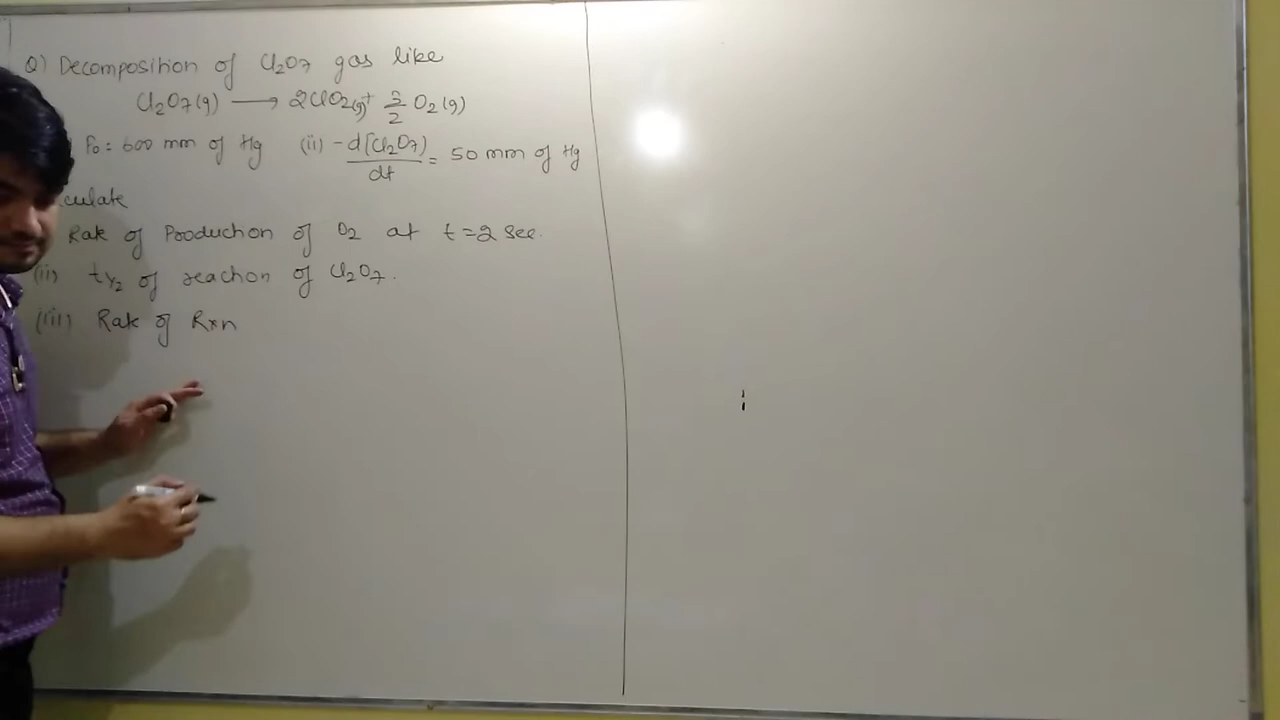 Q) Decomposition of Cl2O7 gas like
Cl2O7(g) → 2ClO2(g) + 3/2 O2(g)
P0 = 600 mm of Hg (ii) -d[Cl2O7]/dt = 50 mm of Hg
culate
Rate of Production of O2 at t=2 sec.
(ii) t1/2 of reaction of Cl2O7.
(iii) Rate of Rxn